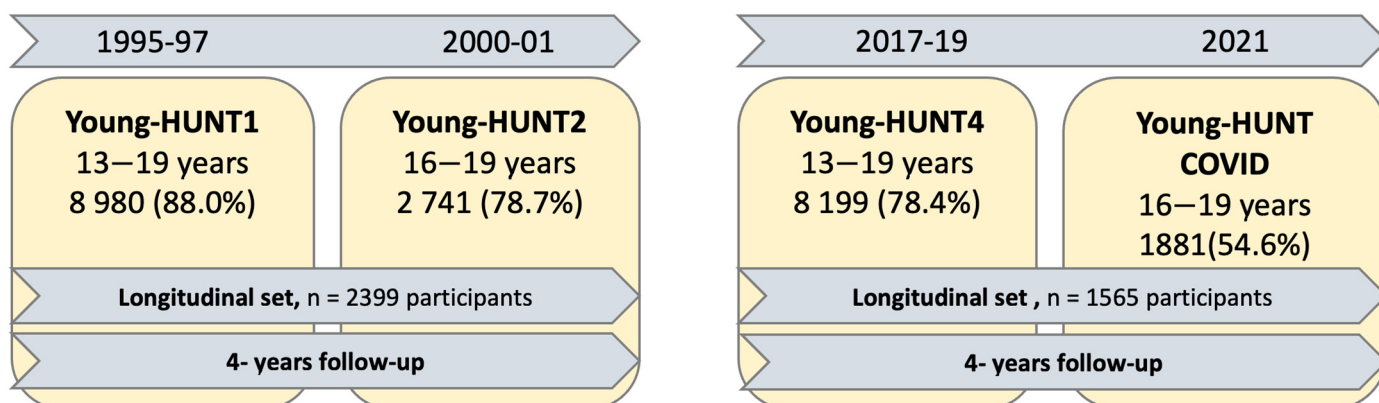 1995-97
2000-01
Young-HUNT1
13—19 years
8 980 (88.0%)
Young-HUNT2
16—19 years
2 741 (78.7%)
Longitudinal set, n = 2399 participants
4- years follow-up
2017-19
2021
Young-HUNT4
13—19 years
8 199 (78.4%)
Young-HUNT
COVID
16—19 years
1881(54.6%)
Longitudinal set , n = 1565 participants
4- years follow-up